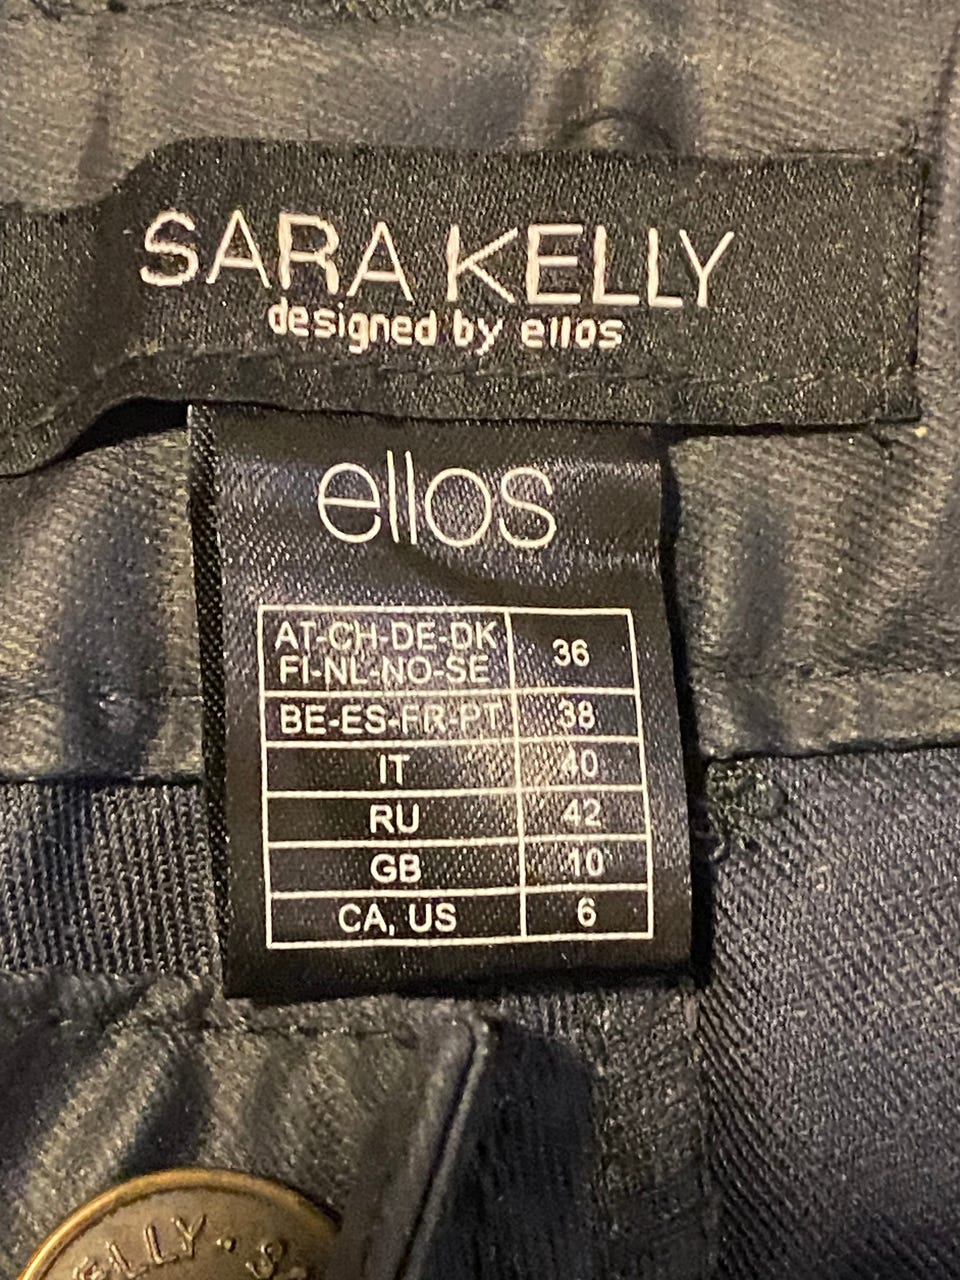 SARA KELLY
designed by ellos
ellos
AT-CH-DE-DK
FI-NL-NO-SE 36
BE-ES-FR-PT 38
IT 40
RU 42
GB 10
CA, US 6